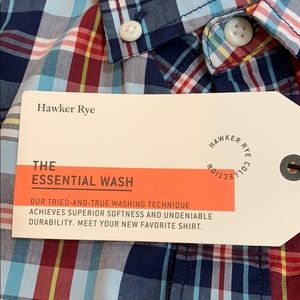 Hawker Rye
HAWKER RYE COLLECTION
THE
ESSENTIAL WASH
OUR TRIED-AND-TRUE WASHING TECHNIQUE
ACHIEVES SUPERIOR SOFTNESS AND UNDENIABLE
DURABILITY. MEET YOUR NEW FAVORITE SHIRT.